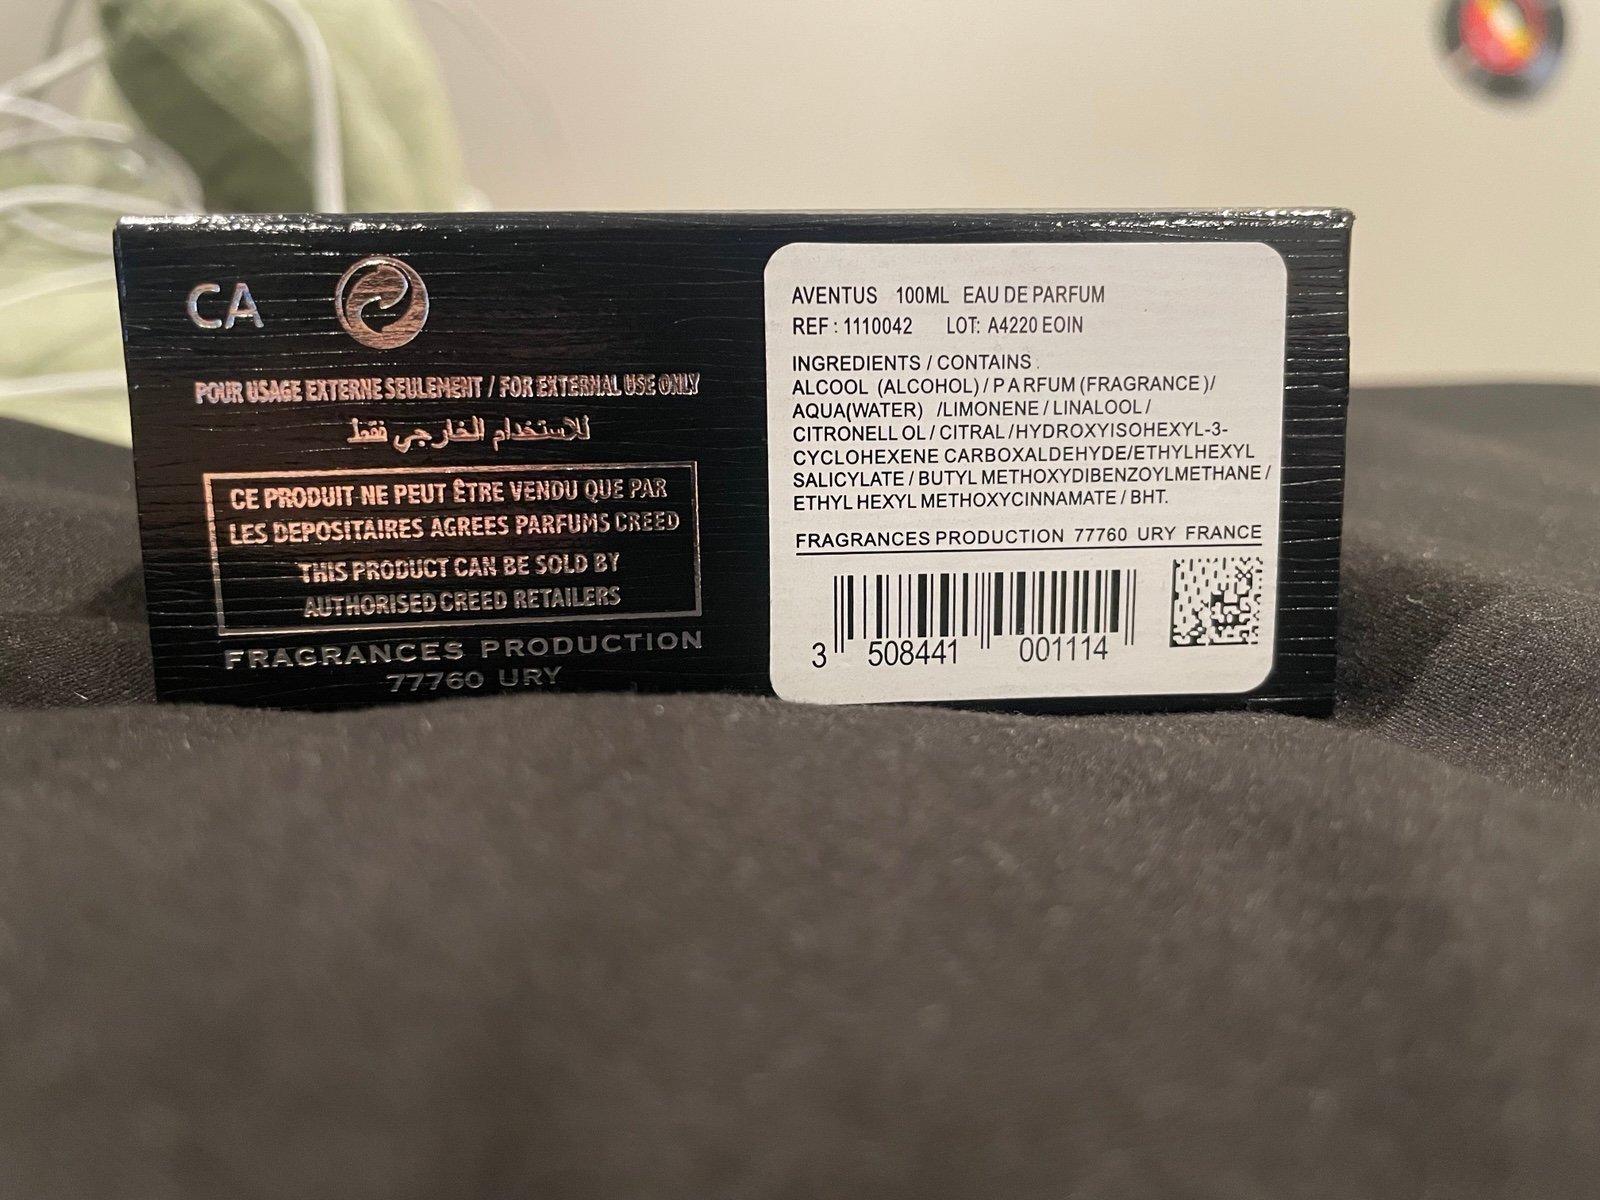 CA
POUR USAGE EXTERNE SEULEMENT / FOR EXTERNAL USE ONLY
للاستخدام الخارجي فقط
CE PRODUIT NE PEUT ÊTRE VENDU QUE PAR
LES DEPOSITAIRES AGREES PARFUMS CREED
THIS PRODUCT CAN BE SOLD BY
AUTHORISED CREED RETAILERS
FRAGRANCES PRODUCTION
77760 URY
AVENTUS 100ML EAU DE PARFUM
REF : 1110042 LOT: A4220 EOIN
INGREDIENTS / CONTAINS :
ALCOOL (ALCOHOL) / PARFUM (FRAGRANCE)/
AQUA(WATER) /LIMONENE / LINALOOL /
CITRONELL OL / CITRAL /HYDROXYISOHEXYL-3-
CYCLOHEXENE CARBOXALDEHYDE/ETHYLHEXYL
SALICYLATE / BUTYL METHOXYDIBENZOYLMETHANE /
ETHYL HEXYL METHOXYCINNAMATE / BHT.
FRAGRANCES PRODUCTION 77760 URY FRANCE
3 508441 001114